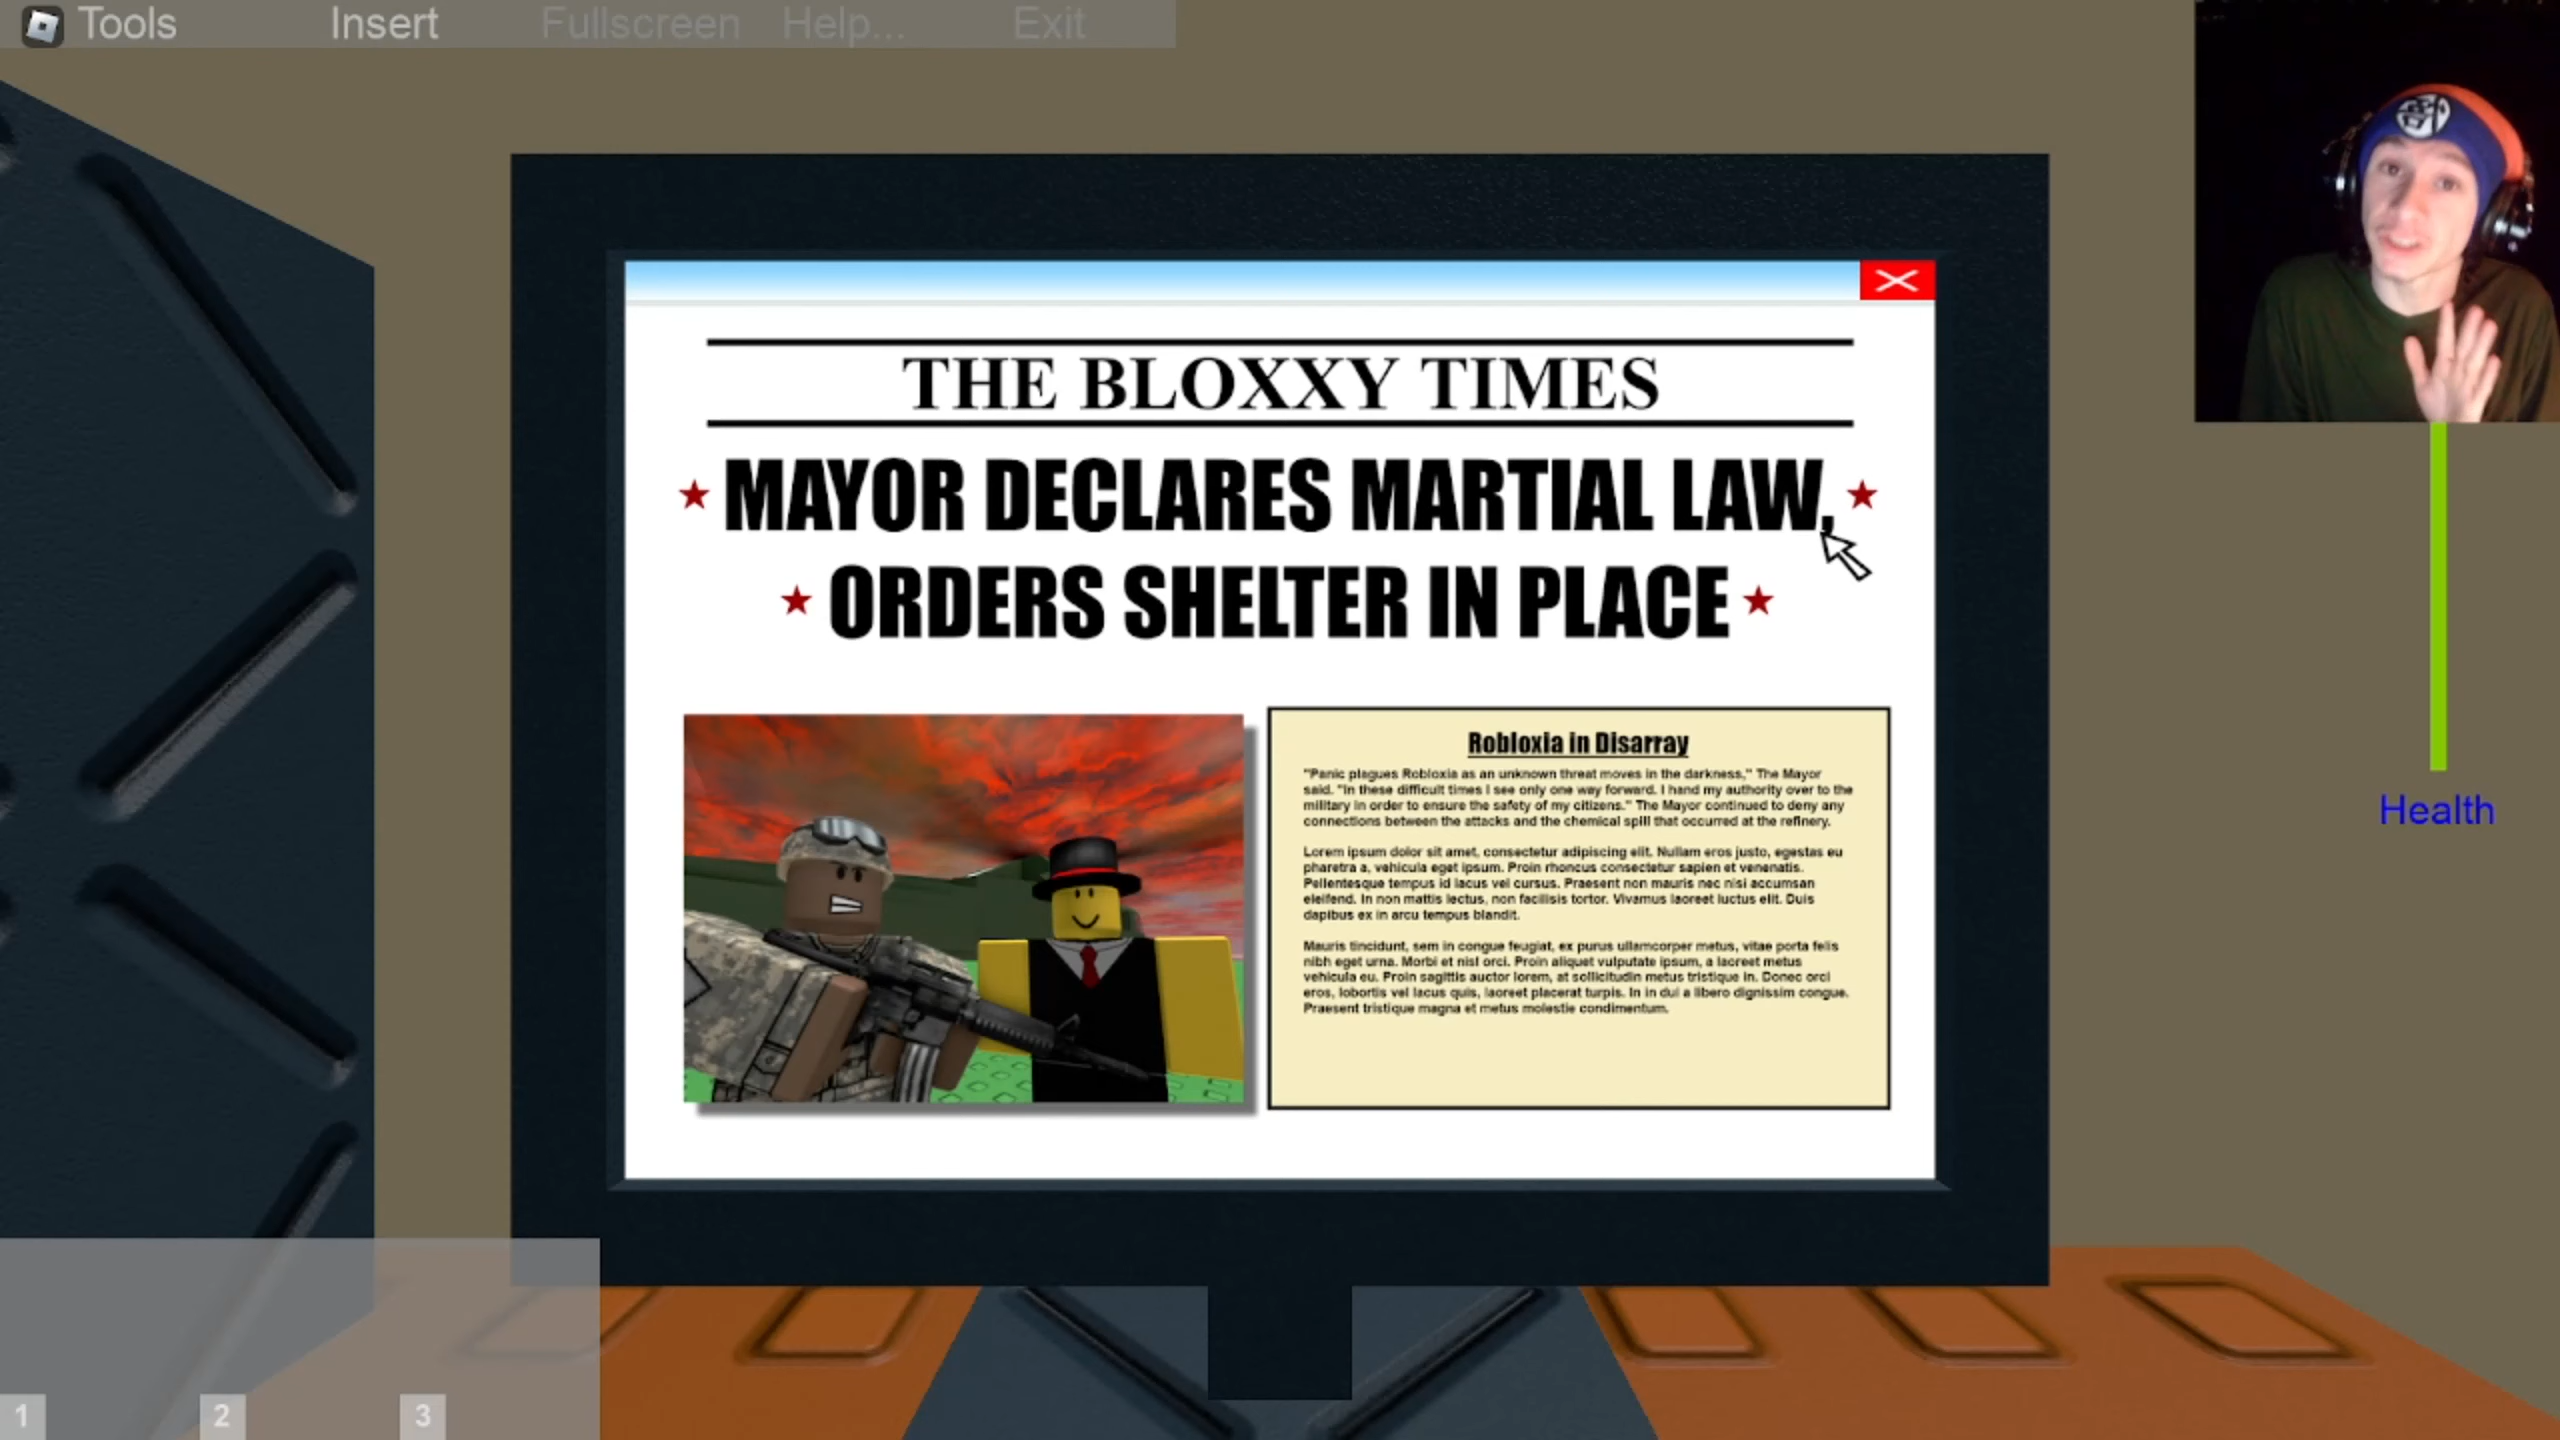 Tools Insert Fullscreen Help... Exit
THE BLOXXY TIMES
MAYOR DECLARES MARTIAL LAW,
ORDERS SHELTER IN PLACE
Robloxia in Disarray
"Panic plagues Robloxia as an unknown threat moves in the darkness," The Mayor
said. "In these difficult times I see only one way forward. I hand my authority over to the
military in order to ensure the safety of my citizens." The Mayor continued to deny any
connections between the attacks and the chemical spill that occurred at the refinery.
Lorem ipsum dolor sit amet, consectetur adipiscing elit. Nullam eros justo, egestas eu
pharetra a, vehicula eget ipsum. Proin rhoncus consectetur sapien et venenatis.
Pellentesque tempus id lacus vel cursus. Praesent non mauris nec nisi accumsan
eleifend. In non mattis lectus, non facilisis tortor. Vivamus laoreet luctus elit. Duis
dapibus ex in arcu tempus blandit.
Mauris tincidunt, sem in congue feugiat, ex purus ullamcorper metus, vitae porta felis
nibh eget urna. Morbi et nisl orci. Proin aliquet vulputate ipsum, a laoreet metus
vehicula eu. Proin sagittis auctor lorem, at sollicitudin metus tristique in. Donec orci
eros, lobortis vel lacus quis, laoreet placerat turpis. In in dui a libero dignissim congue.
Praesent tristique magna et metus molestie condimentum.
Health
1 2 3